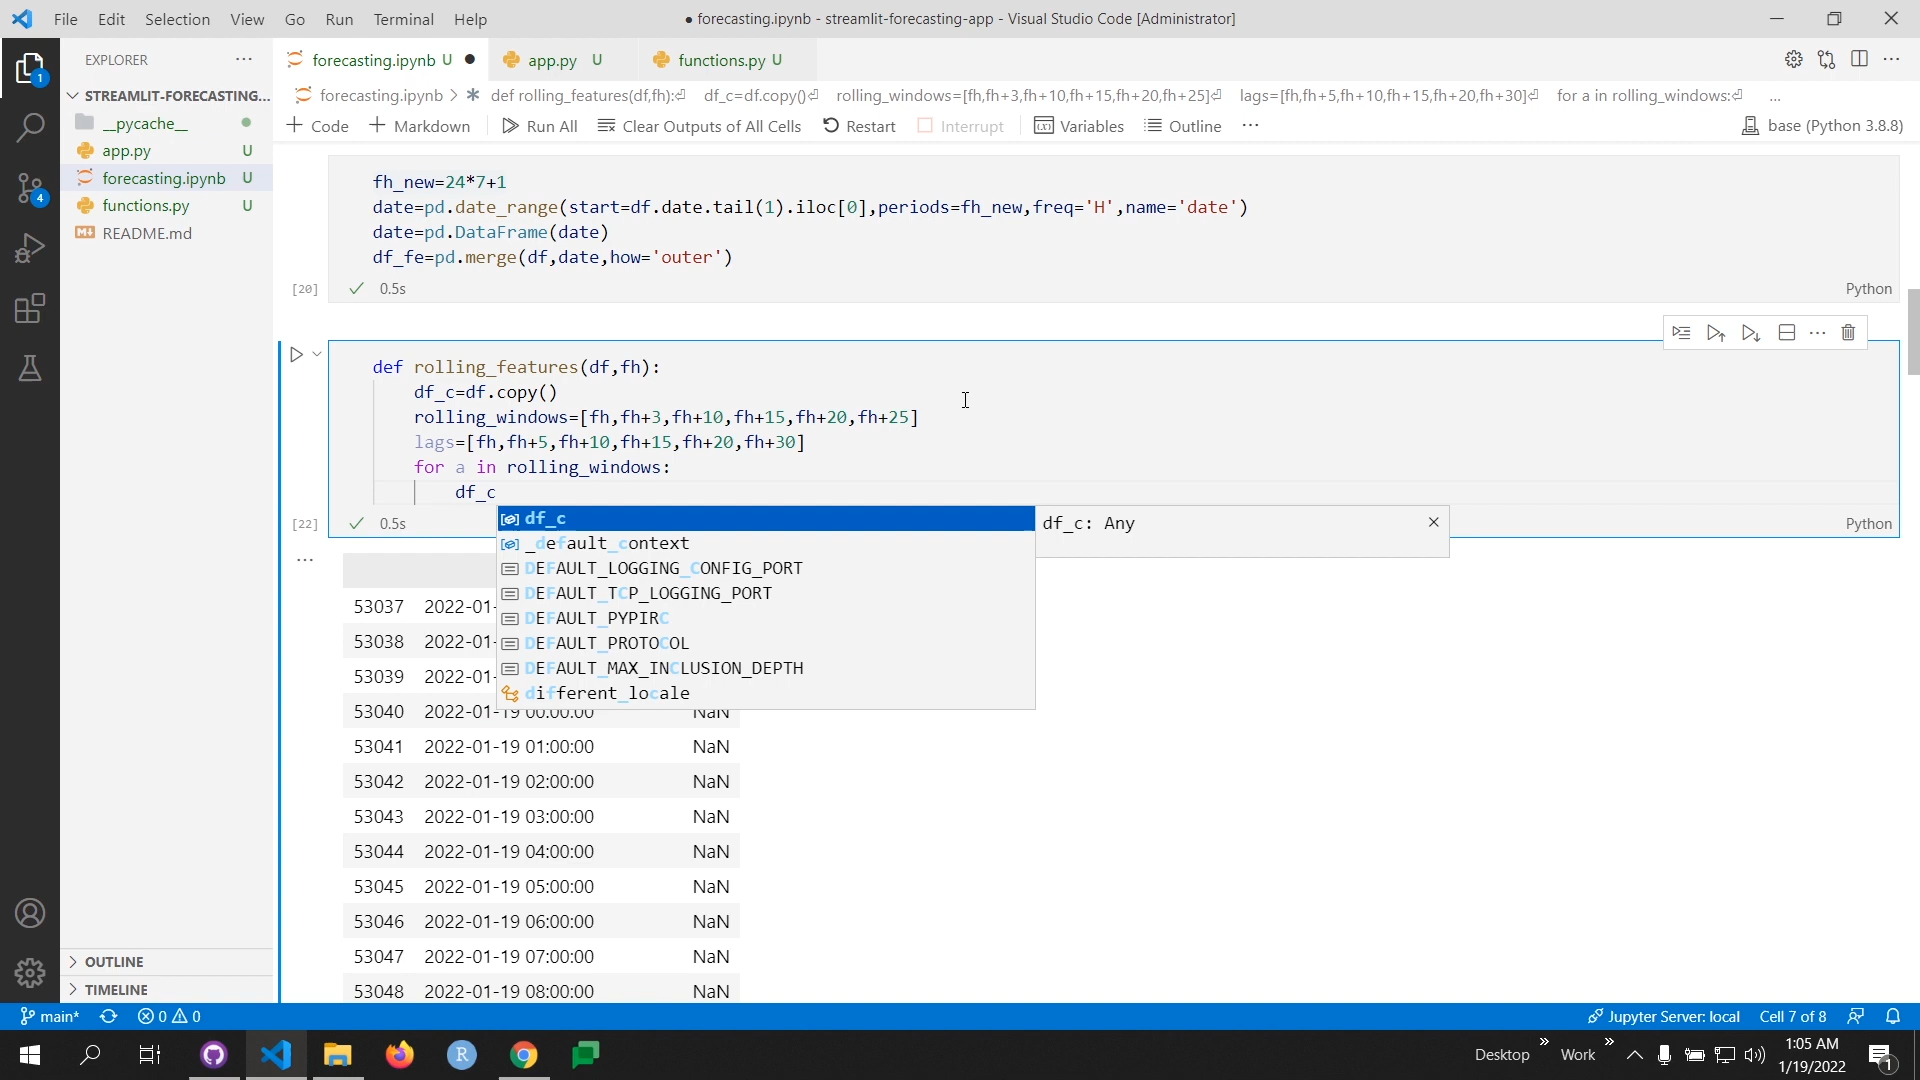 File Edit Selection View Go Run Terminal Help
● forecasting.ipynb - streamlit-forecasting-app - Visual Studio Code [Administrator]
EXPLORER
forecasting.ipynb U
app.py U
functions.py U
STREAMLIT-FORECASTING...
forecasting.ipynb > def rolling_features(df,fh):⏎ df_c=df.copy()⏎ rolling_windows=[fh,fh+3,fh+10,fh+15,fh+20,fh+25]⏎ lags=[fh,fh+5,fh+10,fh+15,fh+20,fh+30]⏎ for a in rolling_windows:⏎ ...
+ Code + Markdown Run All Clear Outputs of All Cells Restart Interrupt Variables Outline ... base (Python 3.8.8)
__pycache__
app.py U
forecasting.ipynb U
functions.py U
README.md
fh_new=24*7+1
date=pd.date_range(start=df.date.tail(1).iloc[0],periods=fh_new,freq='H',name='date')
date=pd.DataFrame(date)
df_fe=pd.merge(df,date,how='outer')
[20] 0.5s Python
def rolling_features(df,fh):
df_c=df.copy()
rolling_windows=[fh,fh+3,fh+10,fh+15,fh+20,fh+25]
lags=[fh,fh+5,fh+10,fh+15,fh+20,fh+30]
for a in rolling_windows:
df_c
[22] 0.5s Python
df_c
df_c: Any
_default_context
DEFAULT_LOGGING_CONFIG_PORT
DEFAULT_TCP_LOGGING_PORT
DEFAULT_PYPIRC
DEFAULT_PROTOCOL
DEFAULT_MAX_INCLUSION_DEPTH
different_locale
53037 2022-01-
53038 2022-01-
53039 2022-01-
53040 2022-01-19 00:00:00 NaN
53041 2022-01-19 01:00:00 NaN
53042 2022-01-19 02:00:00 NaN
53043 2022-01-19 03:00:00 NaN
53044 2022-01-19 04:00:00 NaN
53045 2022-01-19 05:00:00 NaN
53046 2022-01-19 06:00:00 NaN
53047 2022-01-19 07:00:00 NaN
53048 2022-01-19 08:00:00 NaN
OUTLINE
TIMELINE
1
4
main* 0 0 Jupyter Server: local Cell 7 of 8
Desktop Work 1:05 AM
1/19/2022
1